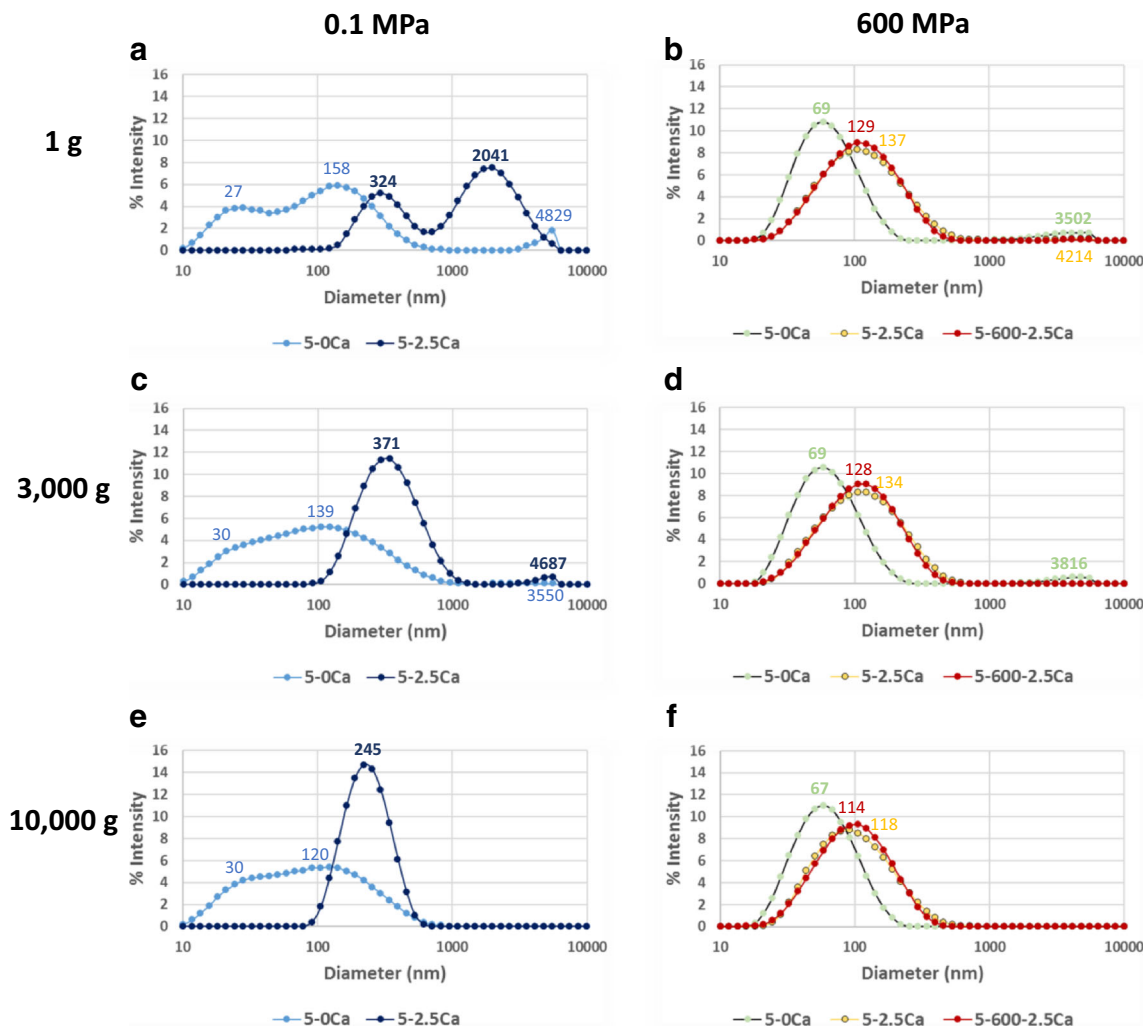 0.1 MPa 600 MPa
1 g
a
16
14
12
10
8
6
4
2
0
% Intensity
27 158 324 2041 4829
10 100 1000 10000
Diameter (nm)
5-0Ca 5-2.5Ca
b
16
14
12
10
8
6
4
2
0
% Intensity
69 129 137 3502 4214
10 100 1000 10000
Diameter (nm)
5-0Ca 5-2.5Ca 5-600-2.5Ca
3,000 g
c
16
14
12
10
8
6
4
2
0
% Intensity
30 139 371 4687 3550
10 100 1000 10000
Diameter (nm)
5-0Ca 5-2.5Ca
d
16
14
12
10
8
6
4
2
0
% Intensity
69 128 134 3816
10 100 1000 10000
Diameter (nm)
5-0Ca 5-2.5Ca 5-600-2.5Ca
10,000 g
e
16
14
12
10
8
6
4
2
0
% Intensity
30 120 245
10 100 1000 10000
Diameter (nm)
5-0Ca 5-2.5Ca
f
16
14
12
10
8
6
4
2
0
% Intensity
67 114 118
10 100 1000 10000
Diameter (nm)
5-0Ca 5-2.5Ca 5-600-2.5Ca